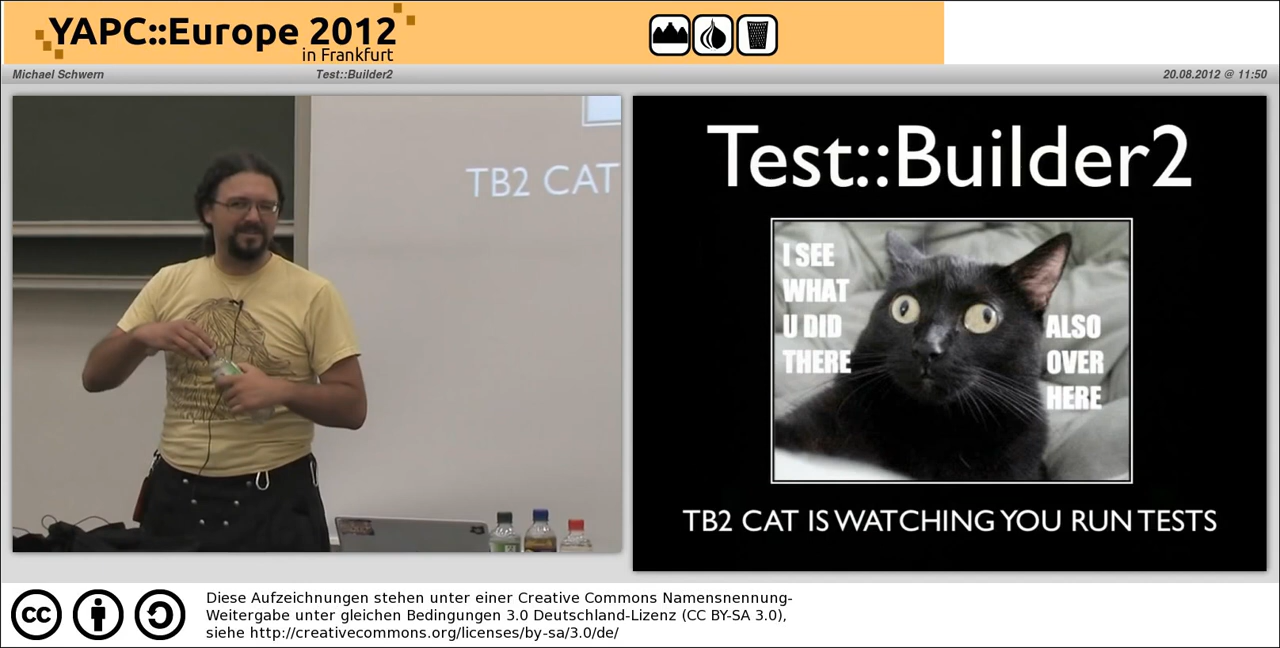 YAPC::Europe 2012
in Frankfurt
Michael Schwern
Test::Builder2
20.08.2012 @ 11:50
TB2 CAT
Test::Builder2
I SEE
WHAT
U DID
THERE
ALSO
OVER
HERE
TB2 CAT IS WATCHING YOU RUN TESTS
cc
Diese Aufzeichnungen stehen unter einer Creative Commons Namensnennung-
Weitergabe unter gleichen Bedingungen 3.0 Deutschland-Lizenz (CC BY-SA 3.0),
siehe http://creativecommons.org/licenses/by-sa/3.0/de/